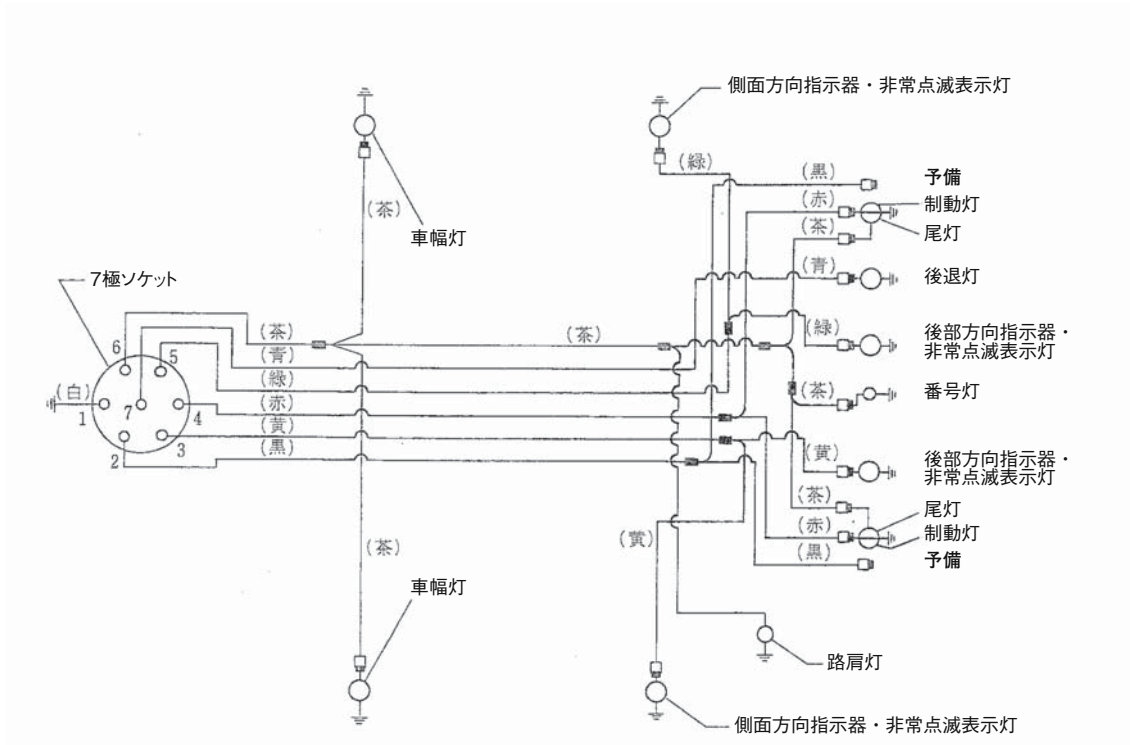 側面方向指示器・非常点滅表示灯
(緑)
(黒)
予備
(赤)
制動灯
(茶)
車幅灯
(茶)
尾灯
7極ソケット
(青)
後退灯
(茶)
(茶)
(緑)
後部方向指示器・
非常点滅表示灯
6
5
(青)
(緑)
(白)
(茶)
番号灯
1
7
4
(赤)
(黄)
2
3
(黒)
(黄)
後部方向指示器・
非常点滅表示灯
(茶)
尾灯
(赤)
制動灯
(黄)
(茶)
(黒)
予備
車幅灯
路肩灯
側面方向指示器・非常点滅表示灯